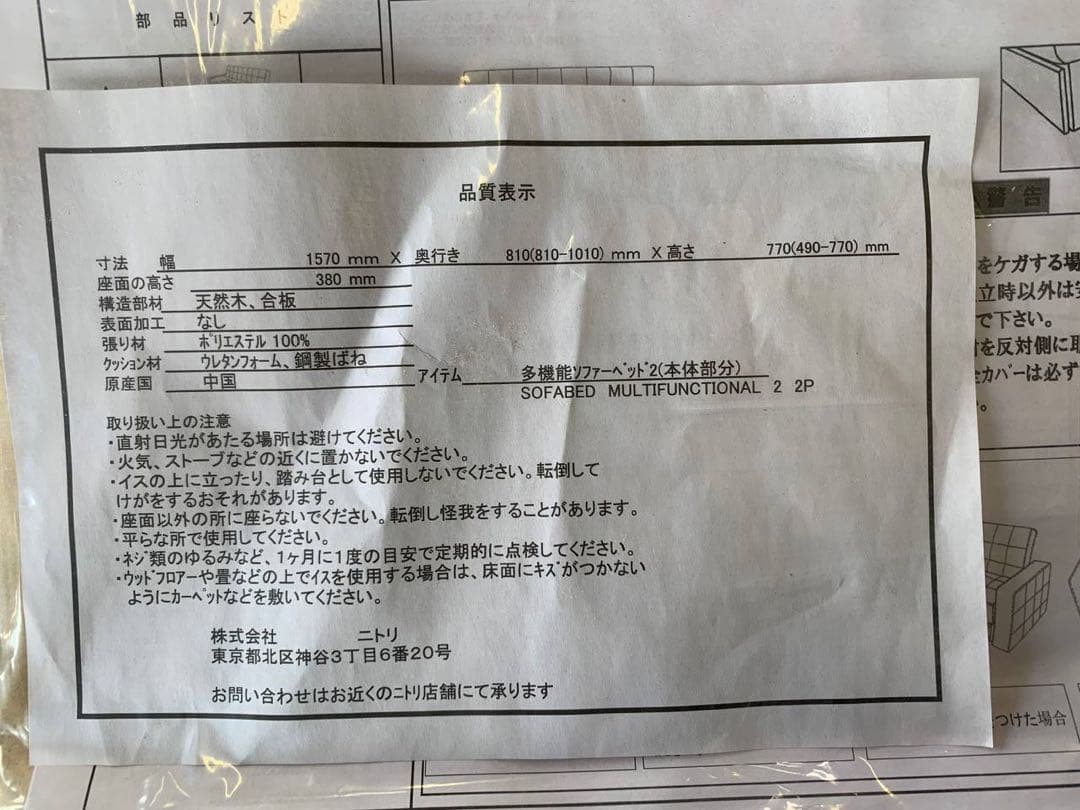 部品リスト
品質表示
寸法 幅 1570 mm X 奥行き 810(810-1010) mm X 高さ 770(490-770) mm
座面の高さ 380 mm
構造部材 天然木、合板
表面加工 なし
張り材 ﾎﾟﾘｴｽﾃﾙ 100%
ｸｯｼｮﾝ材 ｳﾚﾀﾝﾌｫｰﾑ、鋼製ばね
原産国 中国 ｱｲﾃﾑ 多機能ｿﾌｧｰﾍﾞｯﾄﾞ2(本体部分)
SOFABED MULTIFUNCTIONAL 2 2P
取り扱い上の注意
・直射日光があたる場所は避けてください。
・火気、ストーブなどの近くに置かないでください。
・イスの上に立ったり、踏み台として使用しないでください。転倒して
けがをするおそれがあります。
・座面以外の所に座らないでください。転倒し怪我をすることがあります。
・平らな所で使用してください。
・ﾈｼﾞ類のゆるみなど、1ヶ月に1度の目安で定期的に点検してください。
・ｳｯﾄﾞﾌﾛｱｰや畳などの上でイスを使用する場合は、床面にｷｽﾞがつかない
ようにｶｰﾍﾟｯﾄなどを敷いてください。
株式会社 ニトリ
東京都北区神谷3丁目6番20号
お問い合わせはお近くのﾆﾄﾘ店舗にて承ります
警告
をケガする場
立時以外は
で下さい。
を反対側に取
カバーは必ず
つけた場合